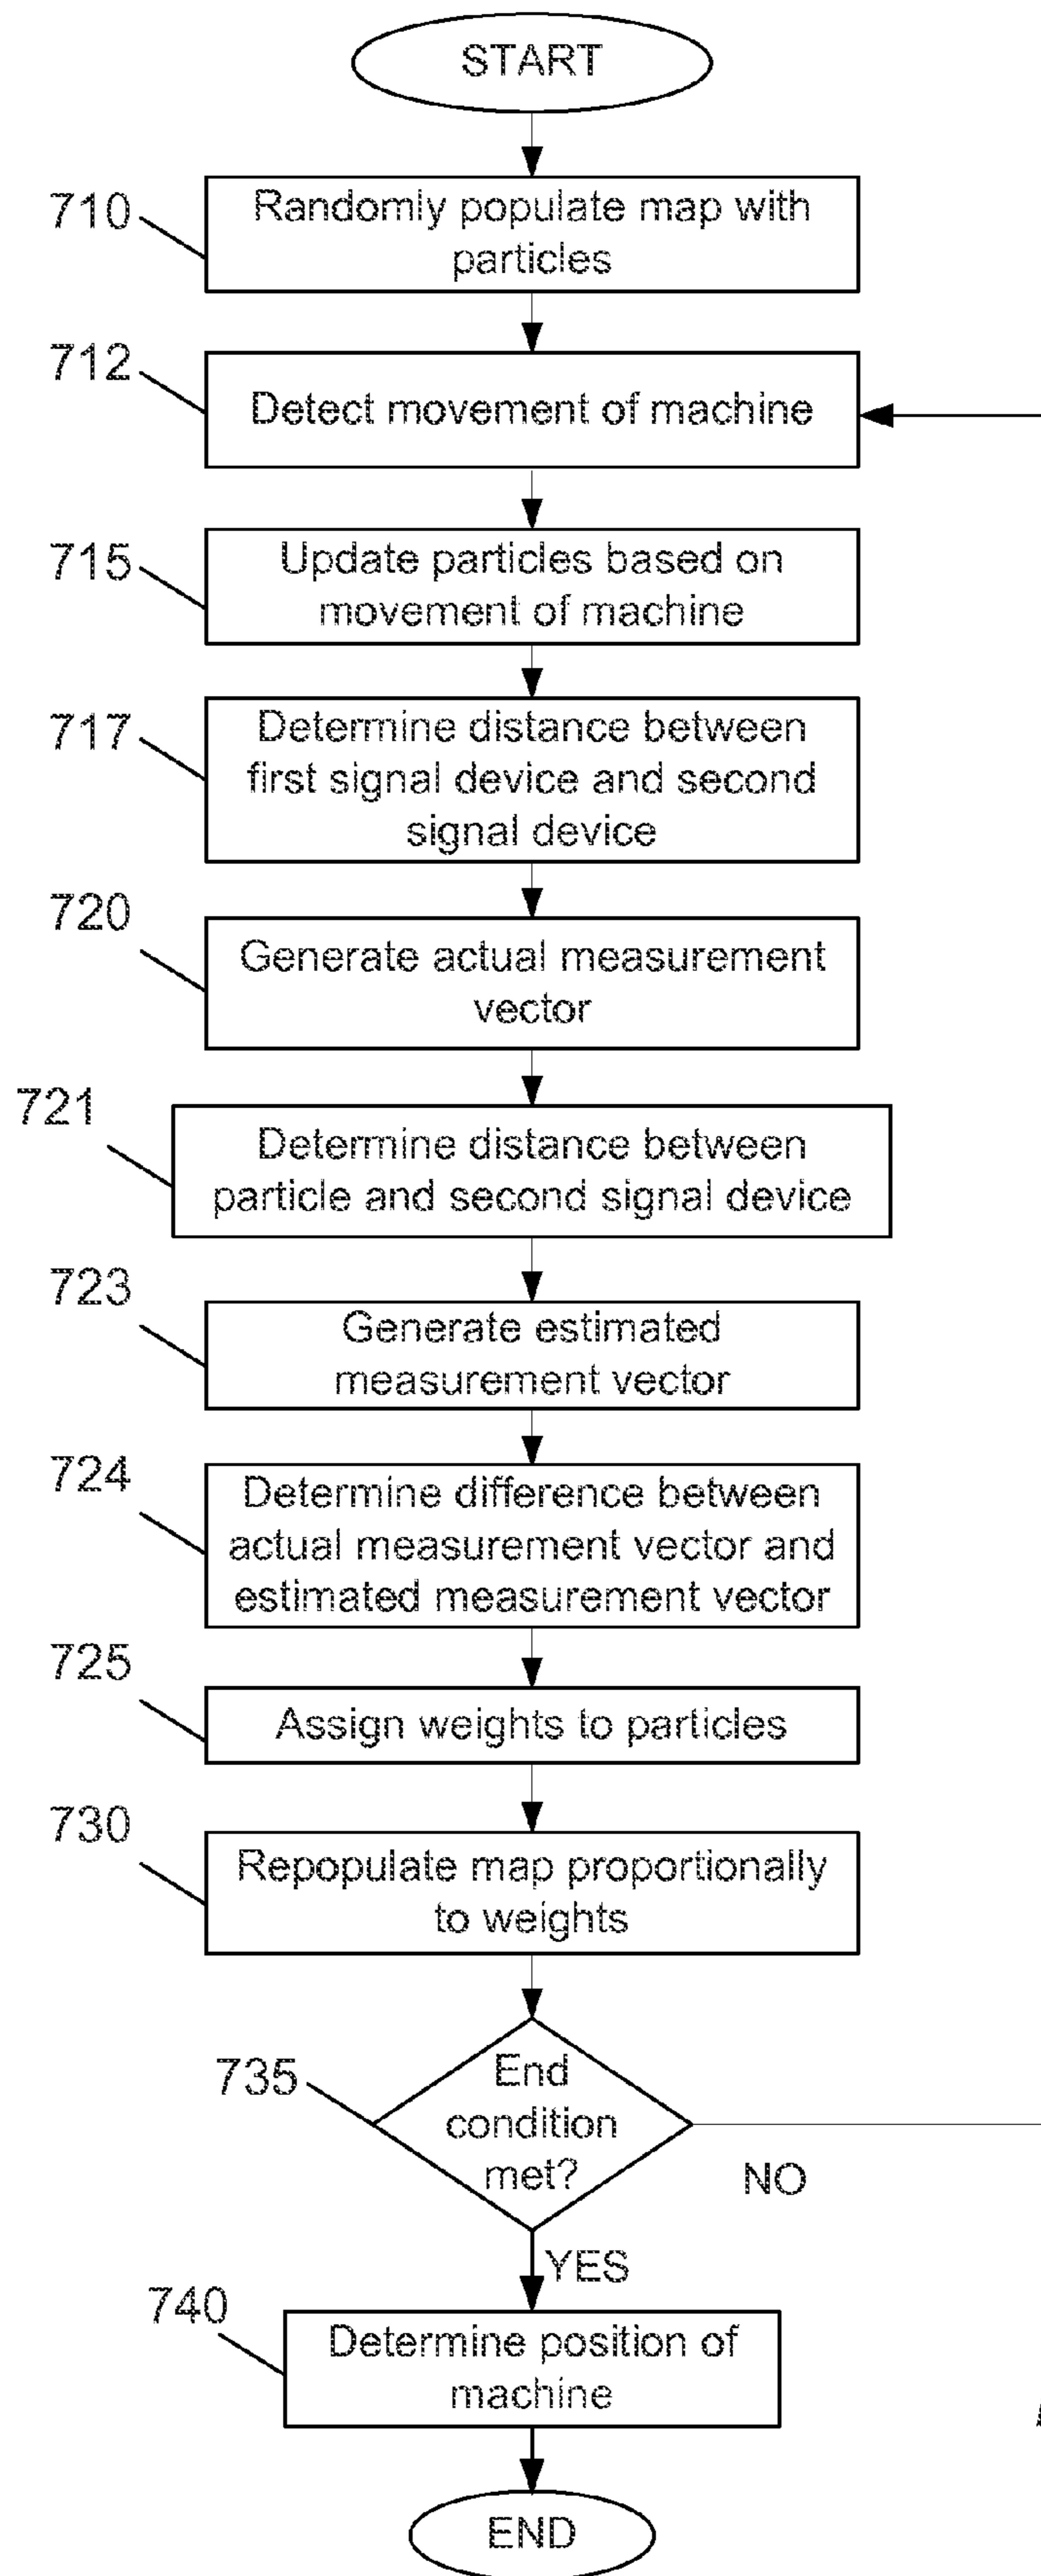 START
710
Randomly populate map with
particles
712
Detect movement of machine
715
Update particles based on
movement of machine
717
Determine distance between
first signal device and second
signal device
720
Generate actual measurement
vector
721
Determine distance between
particle and second signal device
723
Generate estimated
measurement vector
724
Determine difference between
actual measurement vector and
estimated measurement vector
725
Assign weights to particles
730
Repopulate map proportionally
to weights
735
End
condition
met?
NO
YES
740
Determine position of
machine
END